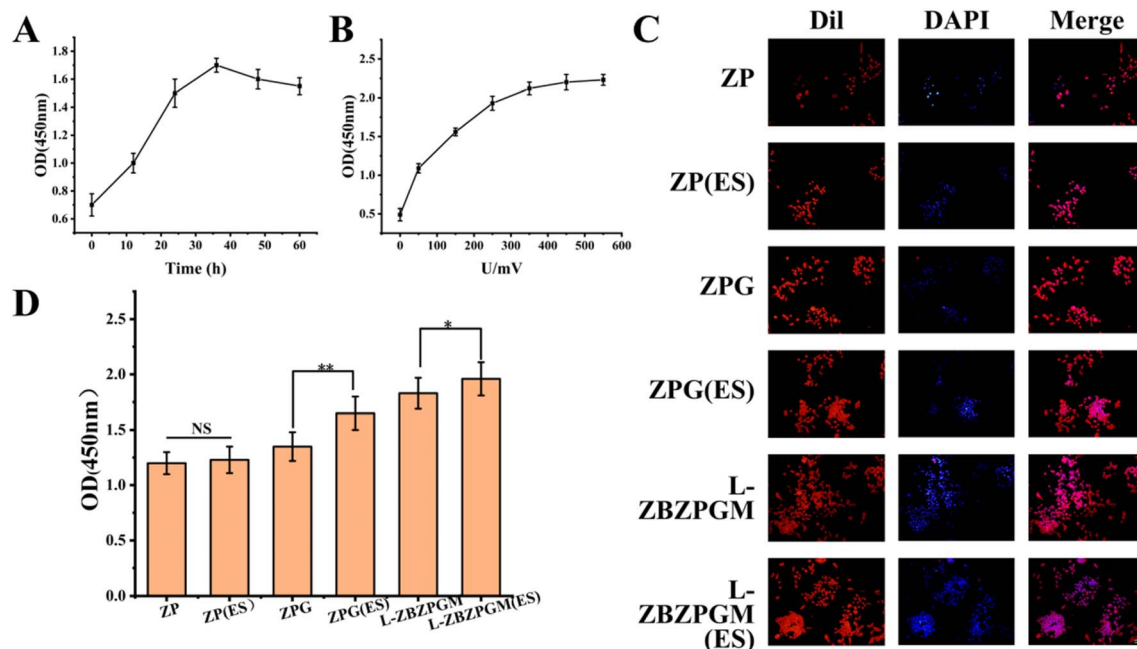 A
OD(450nm)
1.8
1.6
1.4
1.2
1.0
0.8
0.6
0 10 20 30 40 50 60
Time (h)
B
OD(450nm)
2.5
2.0
1.5
1.0
0.5
0 100 200 300 400 500 600
U/mV
C
Dil DAPI Merge
ZP
ZP(ES)
ZPG
ZPG(ES)
L-
ZBZPGM
L-
ZBZPGM
(ES)
D
OD(450nm)
2.5
2.0
1.5
1.0
0.5
0.0
NS
**
*
ZP ZP(ES) ZPG ZPG(ES) L-ZBZPGM L-ZBZPGM(ES)